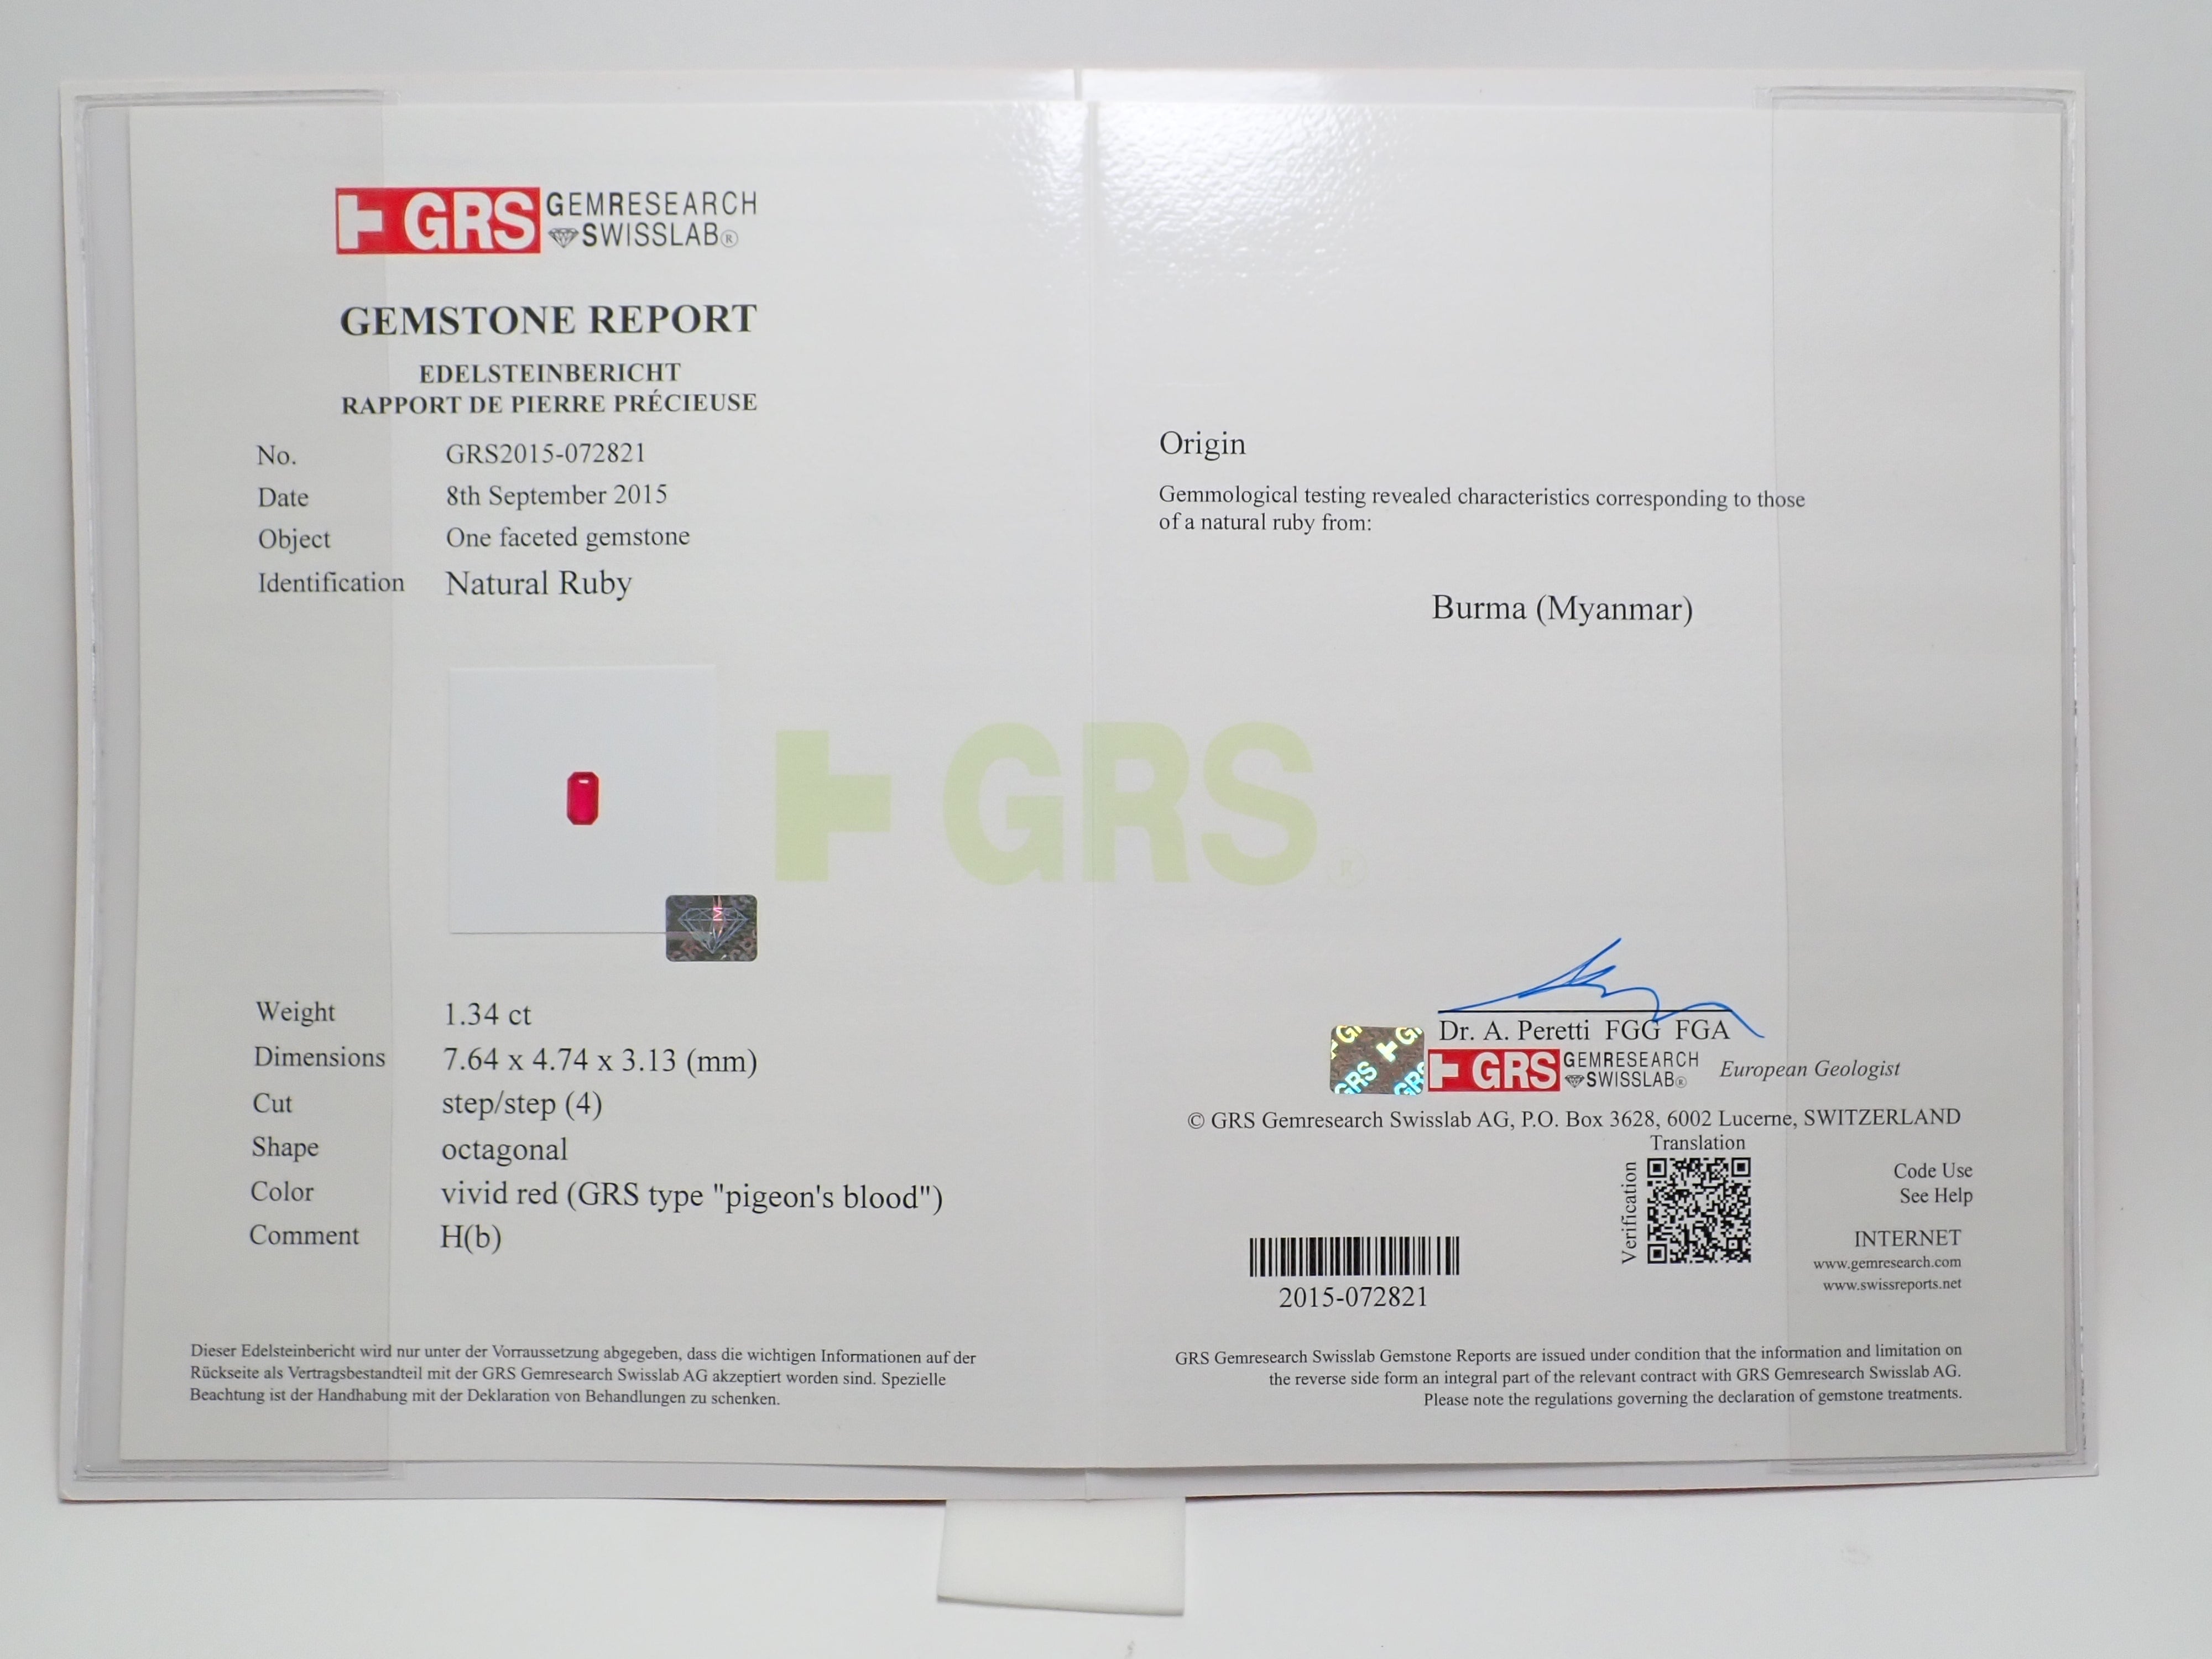 GRS GEMRESEARCH
SWISSLAB®
GEMSTONE REPORT
EDELSTEINBERICHT
RAPPORT DE PIERRE PRÉCIEUSE
No. GRS2015-072821
Date 8th September 2015
Object One faceted gemstone
Identification Natural Ruby
Weight 1.34 ct
Dimensions 7.64 x 4.74 x 3.13 (mm)
Cut step/step (4)
Shape octagonal
Color vivid red (GRS type "pigeon's blood")
Comment H(b)
Dieser Edelsteinbericht wird nur unter der Vorraussetzung abgegeben, dass die wichtigen Informationen auf der
Rückseite als Vertragsbestandteil mit der GRS Gemresearch Swisslab AG akzeptiert worden sind. Spezielle
Beachtung ist der Handhabung mit der Deklaration von Behandlungen zu schenken.
GRS®
Origin
Gemmological testing revealed characteristics corresponding to those
of a natural ruby from:
Burma (Myanmar)
Dr. A. Peretti FGG FGA
GRS GEMRESEARCH
SWISSLAB®
European Geologist
© GRS Gemresearch Swisslab AG, P.O. Box 3628, 6002 Lucerne, SWITZERLAND
Translation
Verification
Code Use
See Help
INTERNET
www.gemresearch.com
www.swissreports.net
2015-072821
GRS Gemresearch Swisslab Gemstone Reports are issued under condition that the information and limitation on
the reverse side form an integral part of the relevant contract with GRS Gemresearch Swisslab AG.
Please note the regulations governing the declaration of gemstone treatments.